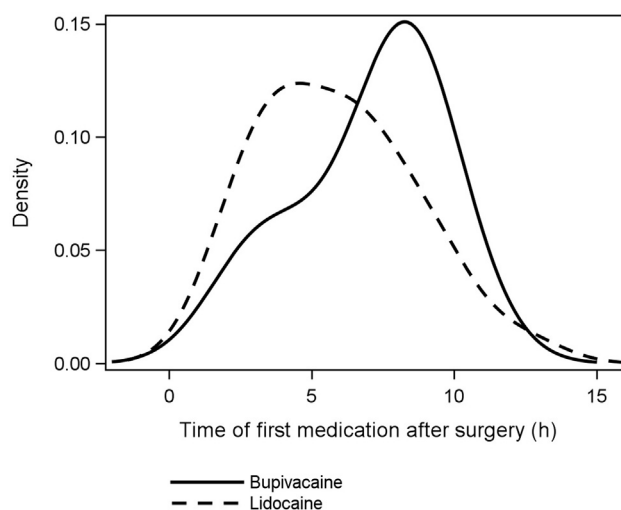 0.15
0.10
0.05
0.00
Density
0 5 10 15
Time of first medication after surgery (h)
Bupivacaine
Lidocaine